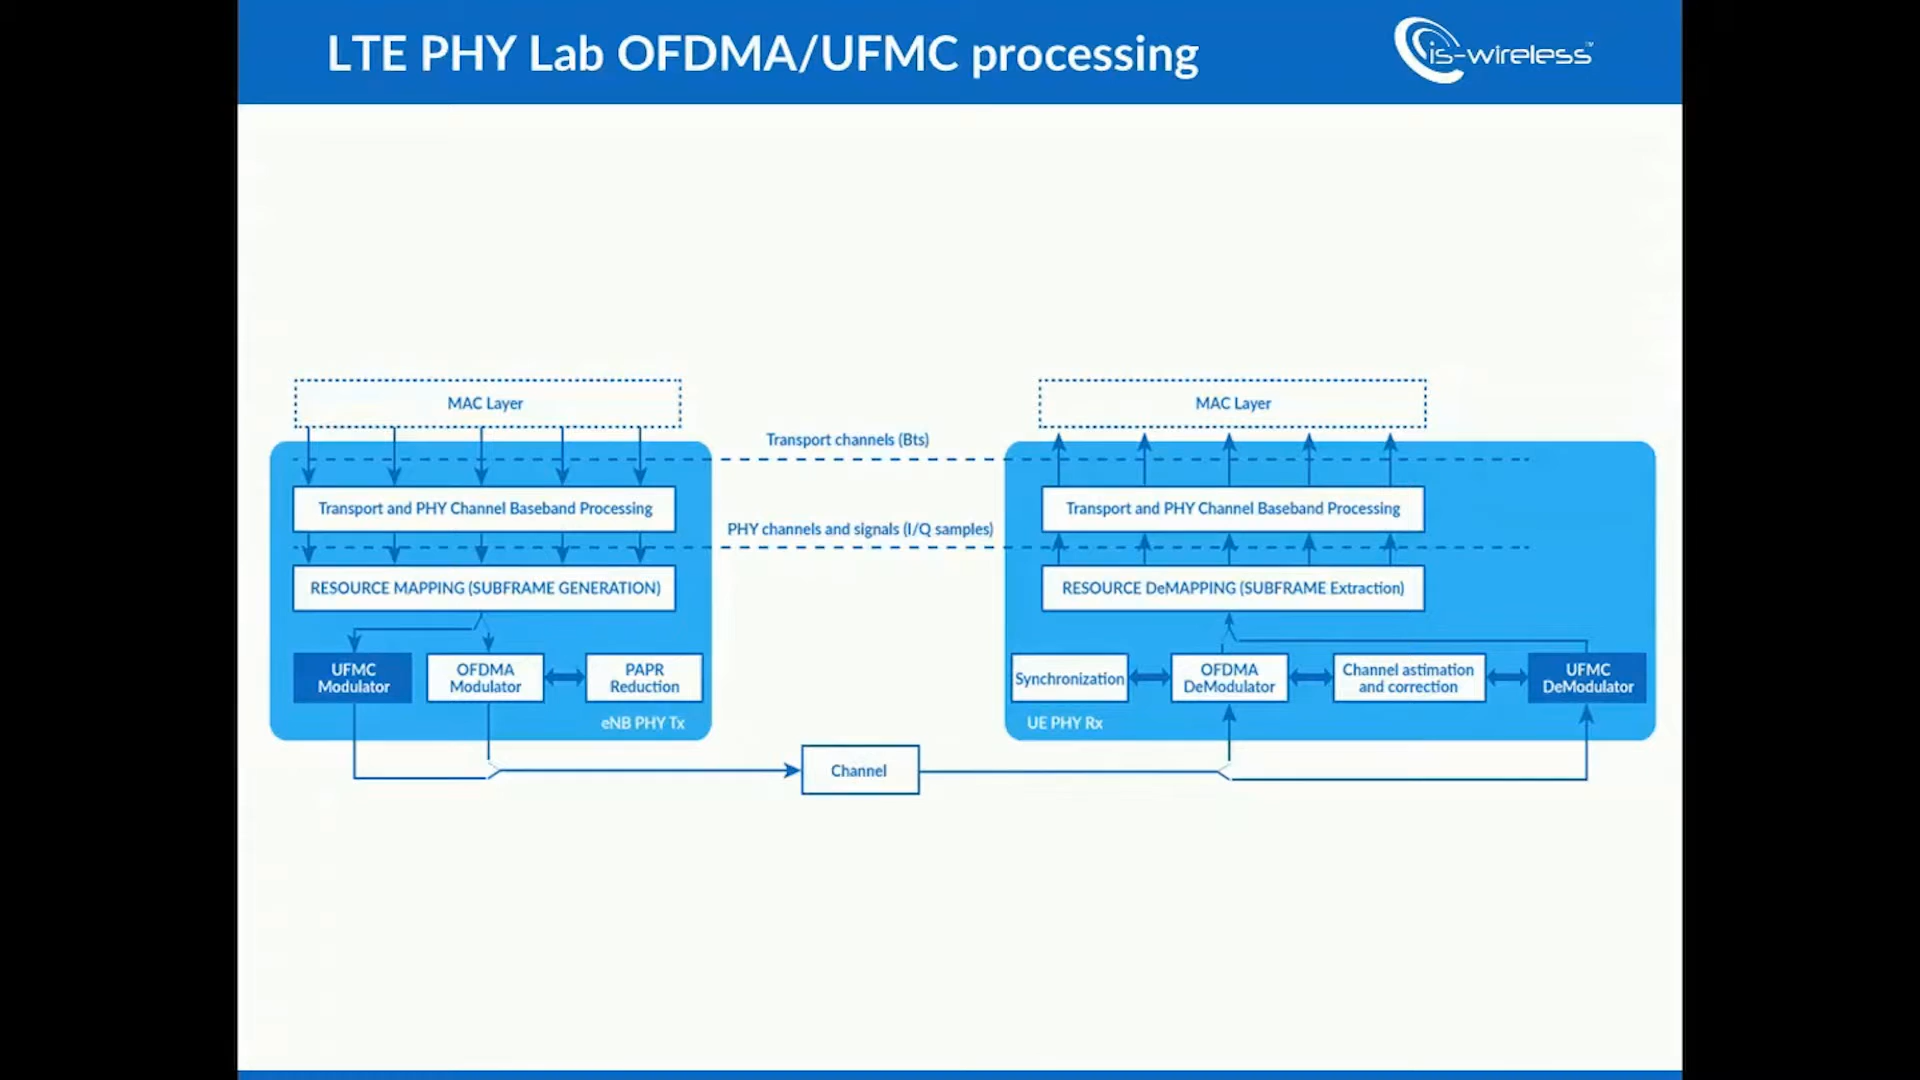 LTE PHY Lab OFDMA/UFMC processing
is-wireless™
MAC Layer
MAC Layer
Transport channels (Bts)
Transport and PHY Channel Baseband Processing
Transport and PHY Channel Baseband Processing
PHY channels and signals (I/Q samples)
RESOURCE MAPPING (SUBFRAME GENERATION)
RESOURCE DeMAPPING (SUBFRAME Extraction)
UFMC
Modulator
OFDMA
Modulator
PAPR
Reduction
Synchronization
OFDMA
DeModulator
Channel astimation
and correction
UFMC
DeModulator
eNB PHY Tx
UE PHY Rx
Channel